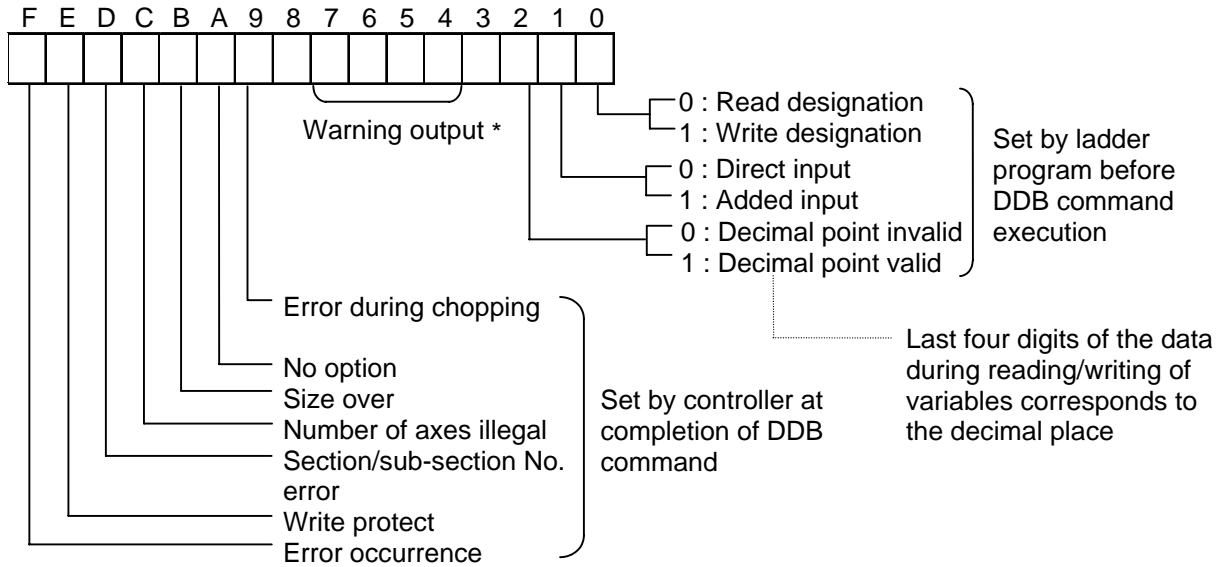 F E D C B A 9 8 7 6 5 4 3 2 1 0
Warning output *
0 : Read designation
1 : Write designation
0 : Direct input
1 : Added input
0 : Decimal point invalid
1 : Decimal point valid
Set by ladder
program before
DDB command
execution
Last four digits of the data
during reading/writing of
variables corresponds to
the decimal place
Error during chopping
No option
Size over
Number of axes illegal
Section/sub-section No.
error
Write protect
Error occurrence
Set by controller at
completion of DDB
command